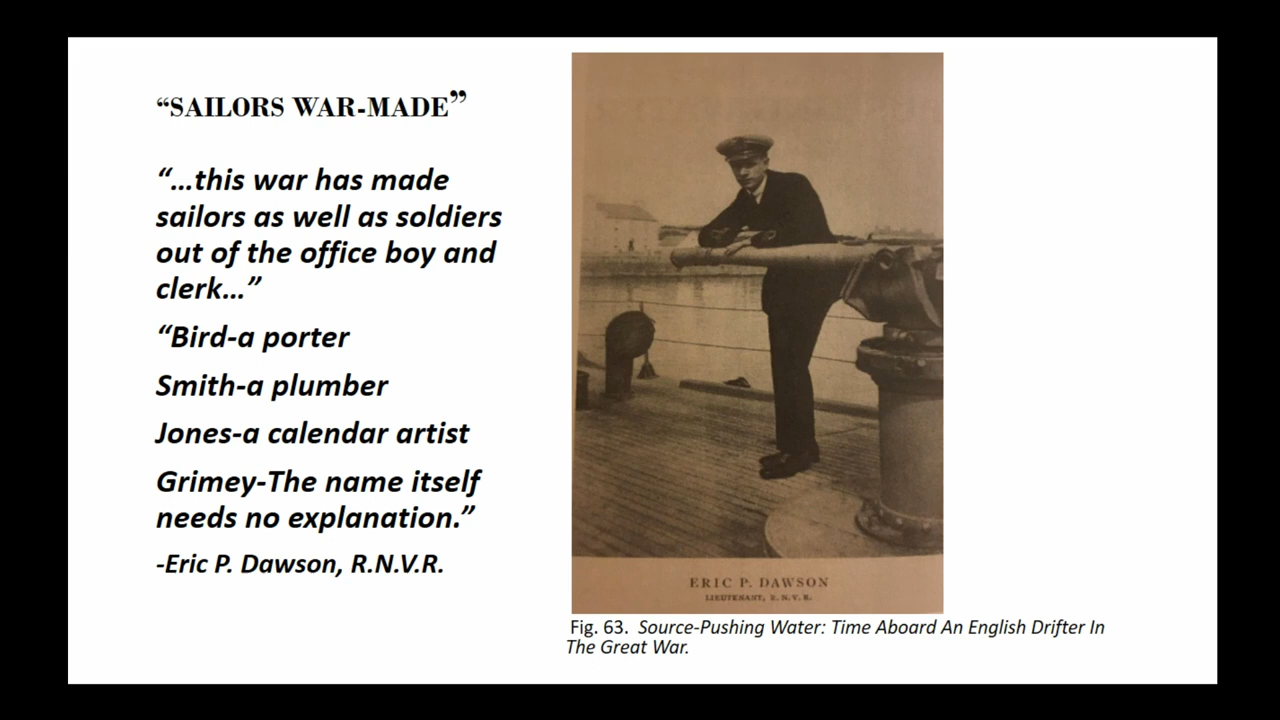 “SAILORS WAR-MADE”
“…this war has made
sailors as well as soldiers
out of the office boy and
clerk…”
“Bird-a porter
Smith-a plumber
Jones-a calendar artist
Grimey-The name itself
needs no explanation.”
-Eric P. Dawson, R.N.V.R.
ERIC P. DAWSON
LIEUTENANT, R.N.V.R.
Fig. 63. Source-Pushing Water: Time Aboard An English Drifter In
The Great War.